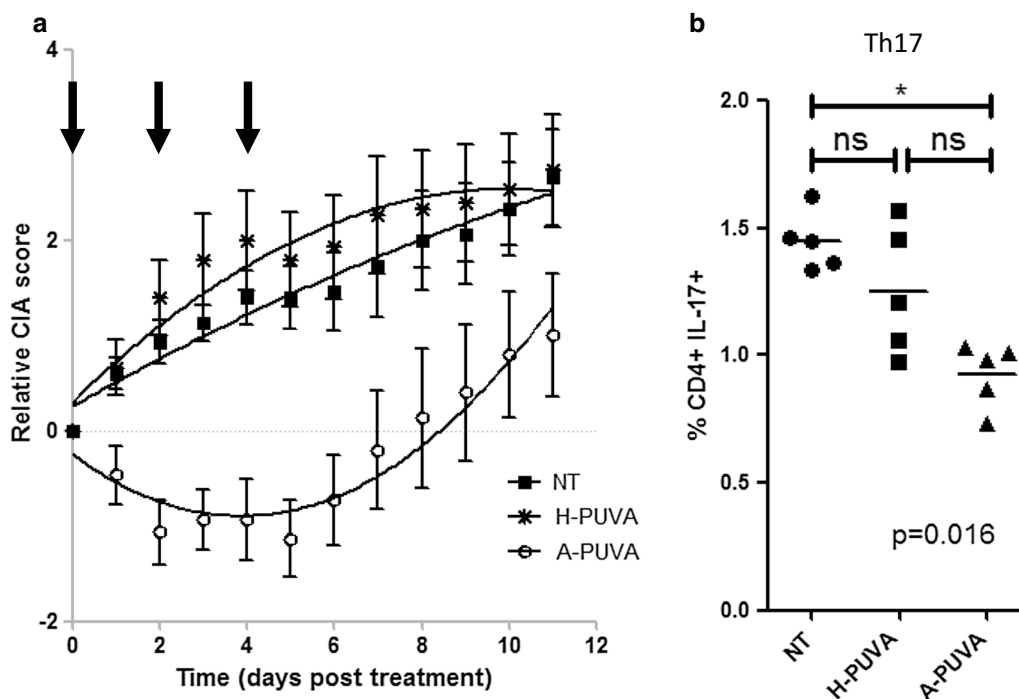 a
4
2
0
-2
Relative CIA score
0 2 4 6 8 10 12
Time (days post treatment)
NT
H-PUVA
A-PUVA
b
Th17
*
ns ns
2.0
1.5
1.0
0.5
0.0
% CD4+ IL-17+
p=0.016
NT
H-PUVA
A-PUVA